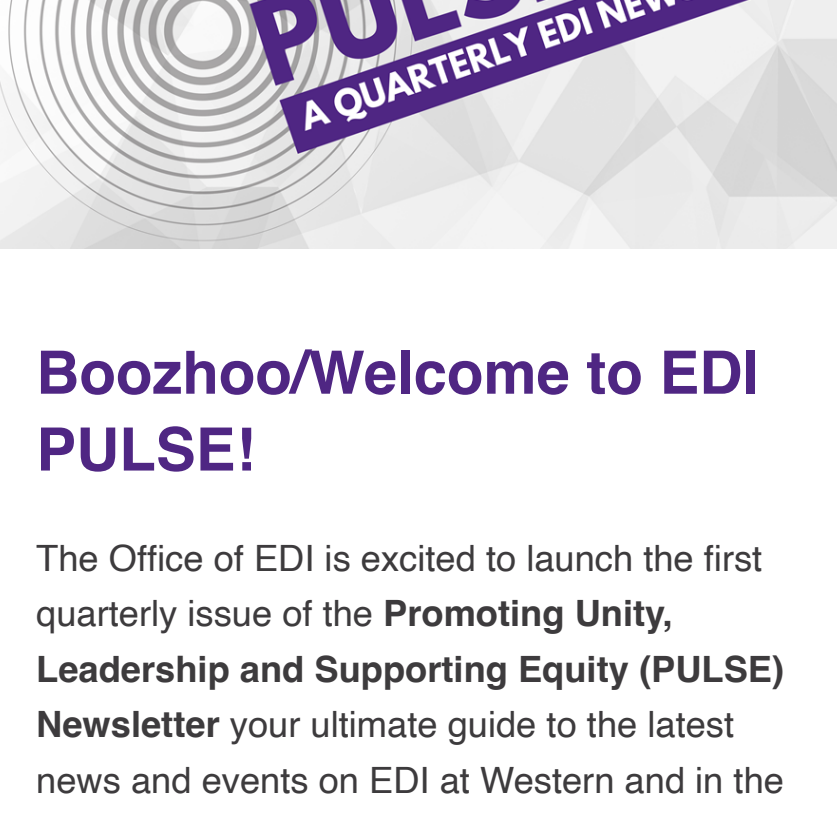 A QUARTERLY EDI
Boozhoo/Welcome to EDI
PULSE!
The Office of EDI is excited to launch the first
quarterly issue of the Promoting Unity,
Leadership and Supporting Equity (PULSE)
Newsletter your ultimate guide to the latest
news and events on EDI at Western and in the